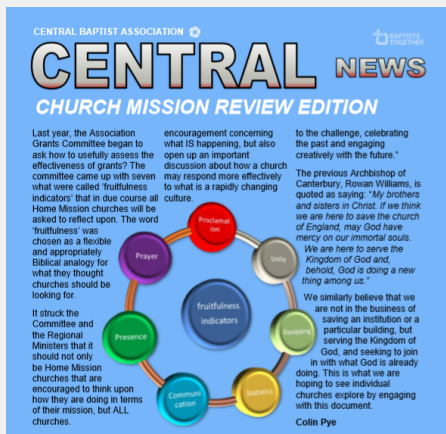 CENTRAL BAPTIST ASSOCIATION
BAPTISTS
TOGETHER
CENTRAL NEWS
CHURCH MISSION REVIEW EDITION
Last year, the Association
Grants Committee began to
ask how to usefully assess the
effectiveness of grants? The
committee came up with seven
what were called 'fruitfulness
indicators' that in due course all
Home Mission churches will be
asked to reflect upon. The word
'fruitfulness' was
chosen as a flexible
and appropriately
Biblical analogy for
what they thought
churches should be
looking for.
It struck the
Committee and
the Regional
Ministers that it
should not only
be Home Mission
churches that are
encouraged to think upon
how they are doing in terms
of their mission, but ALL
churches.
encouragement concerning
what IS happening, but also
open up an important
discussion about how a church
may respond more effectively
to what is a rapidly changing
culture.
Proclamat
ion
Unity
Equipping
Statistics
Communi
cation
Presence
Prayer
fruitfulness
indicators
to the challenge, celebrating
the past and engaging
creatively with the future."
The previous Archbishop of
Canterbury, Rowan Williams, is
quoted as saying: "My brothers
and sisters in Christ. If we think
we are here to save the church
of England, may God have
mercy on our immortal souls.
We are here to serve the
Kingdom of God and,
behold, God is doing a new
thing among us."
We similarly believe that we
are not in the business of
saving an institution or a
particular building, but
serving the Kingdom of
God, and seeking to join
in with what God is already
doing. This is what we are
hoping to see individual
churches explore by engaging
with this document.
Colin Pye